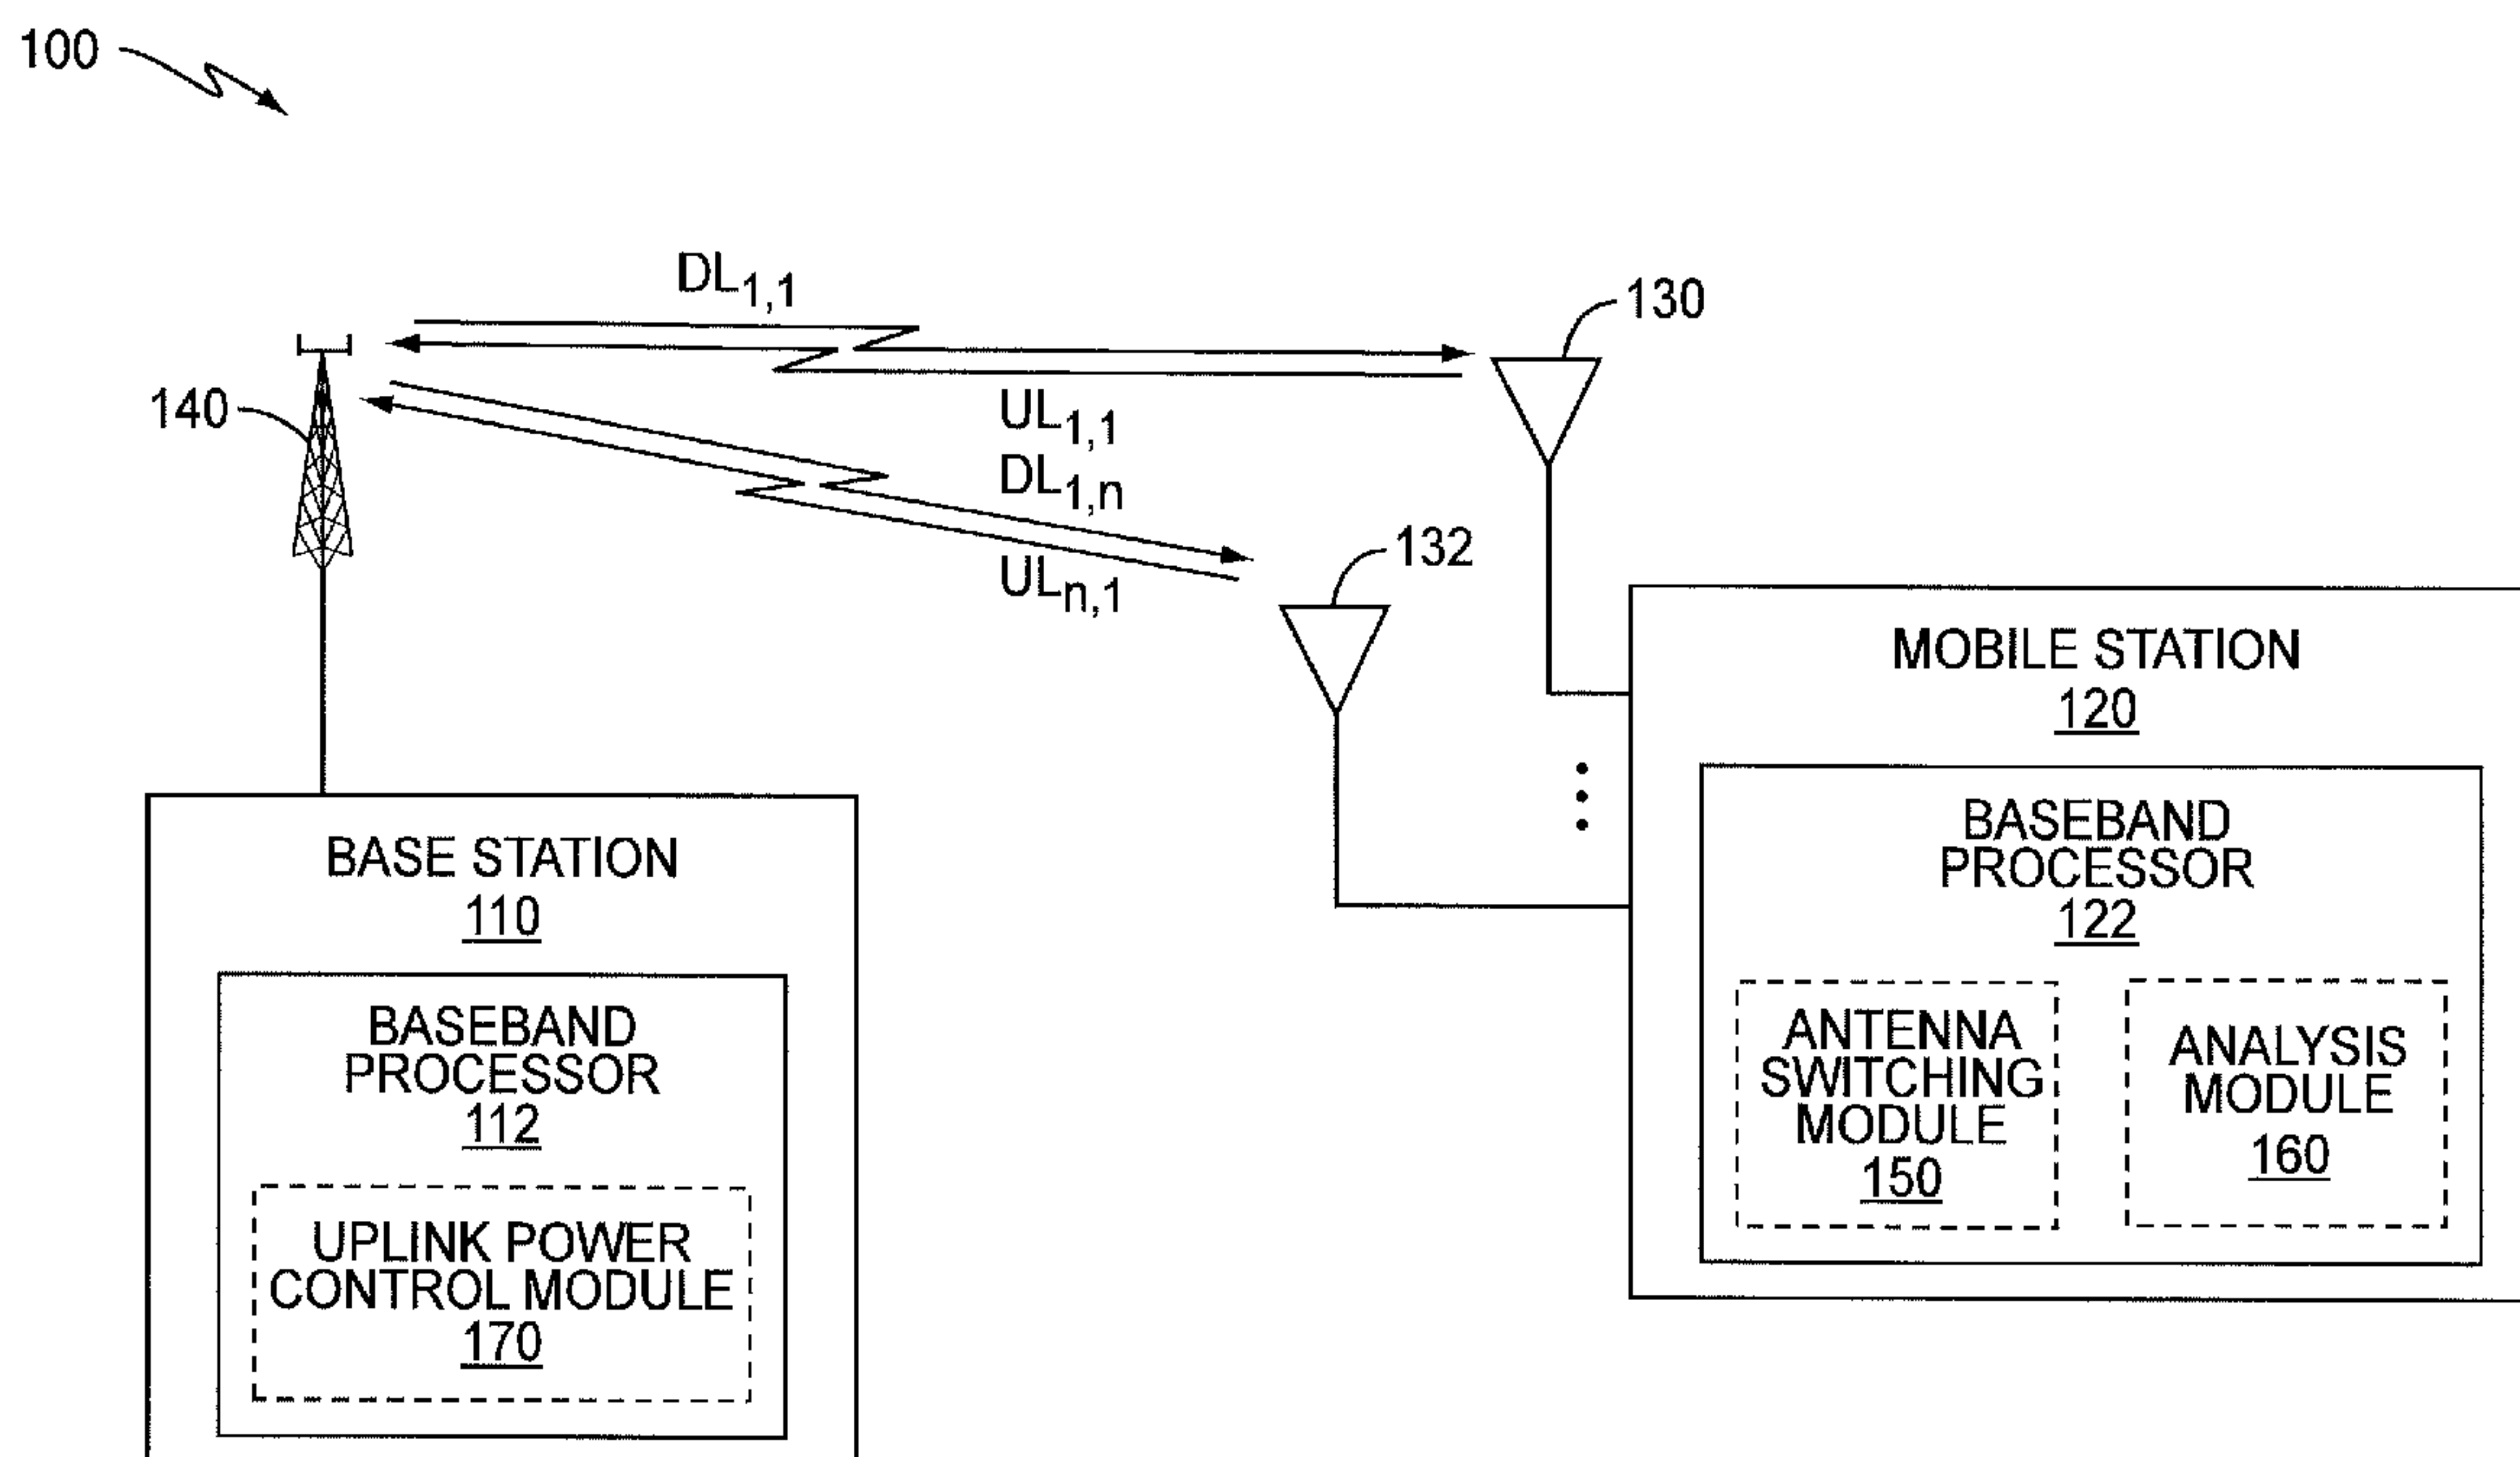 100
DL1,1
130
140
UL1,1
DL1,n
132
ULn,1
MOBILE STATION
120
BASEBAND
PROCESSOR
122
ANTENNA
SWITCHING
MODULE
150
ANALYSIS
MODULE
160
BASE STATION
110
BASEBAND
PROCESSOR
112
UPLINK POWER
CONTROL MODULE
170